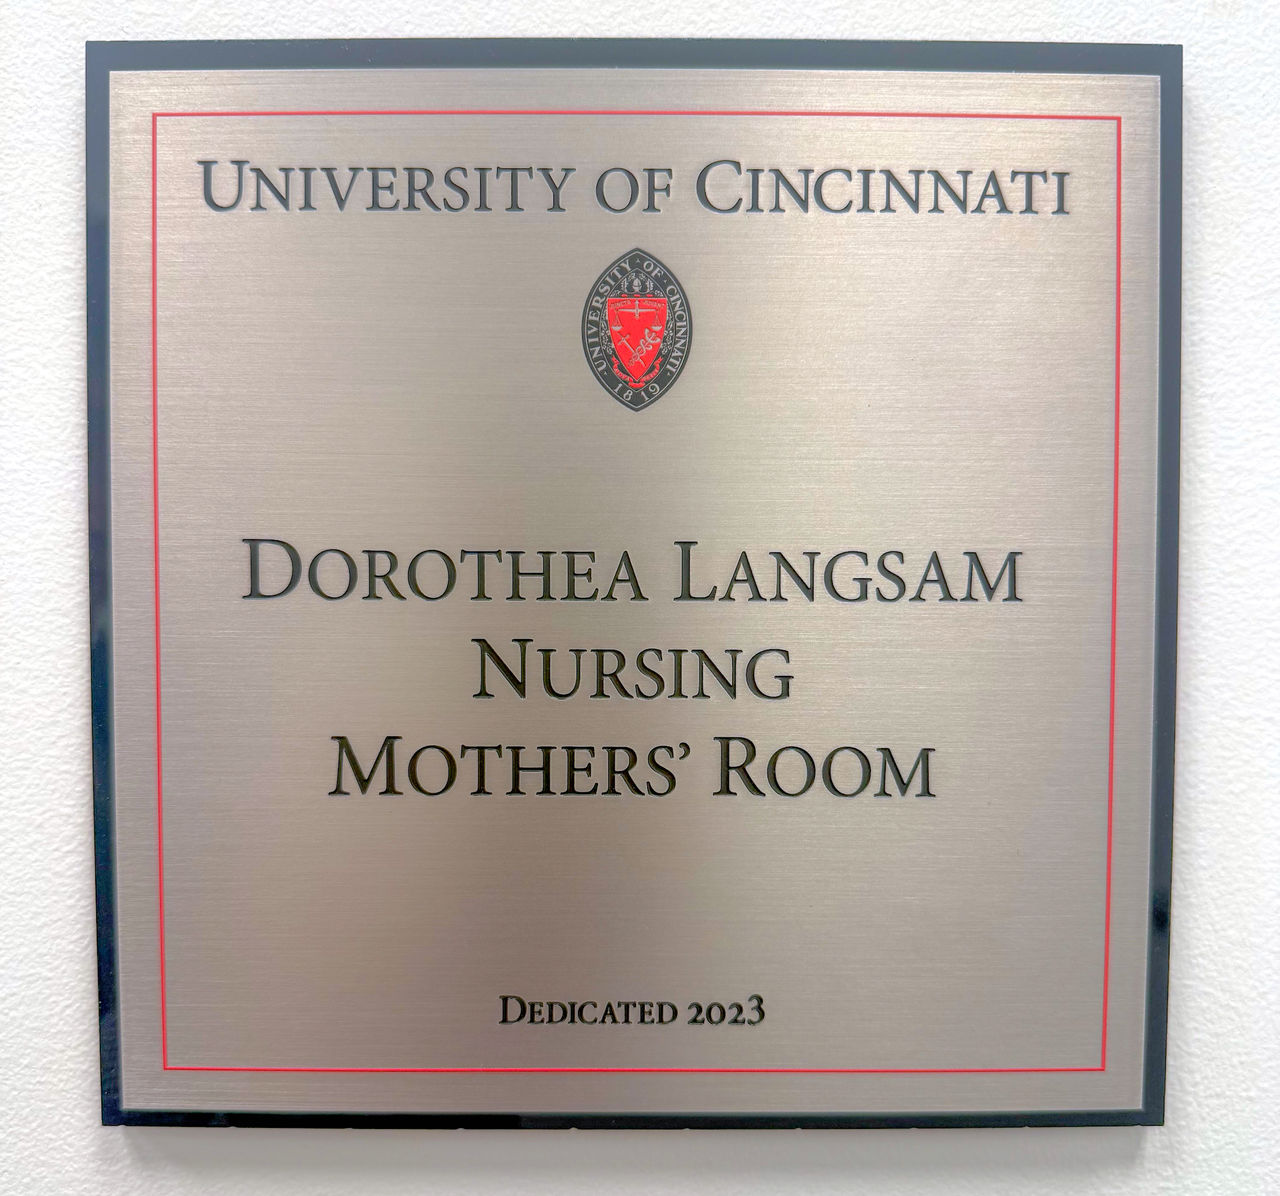 UNIVERSITY OF CINCINNATI
UNIVERSITY OF CINCINNATI
1819
DOROTHEA LANGSAM
NURSING
MOTHERS’ ROOM
DEDICATED 2023